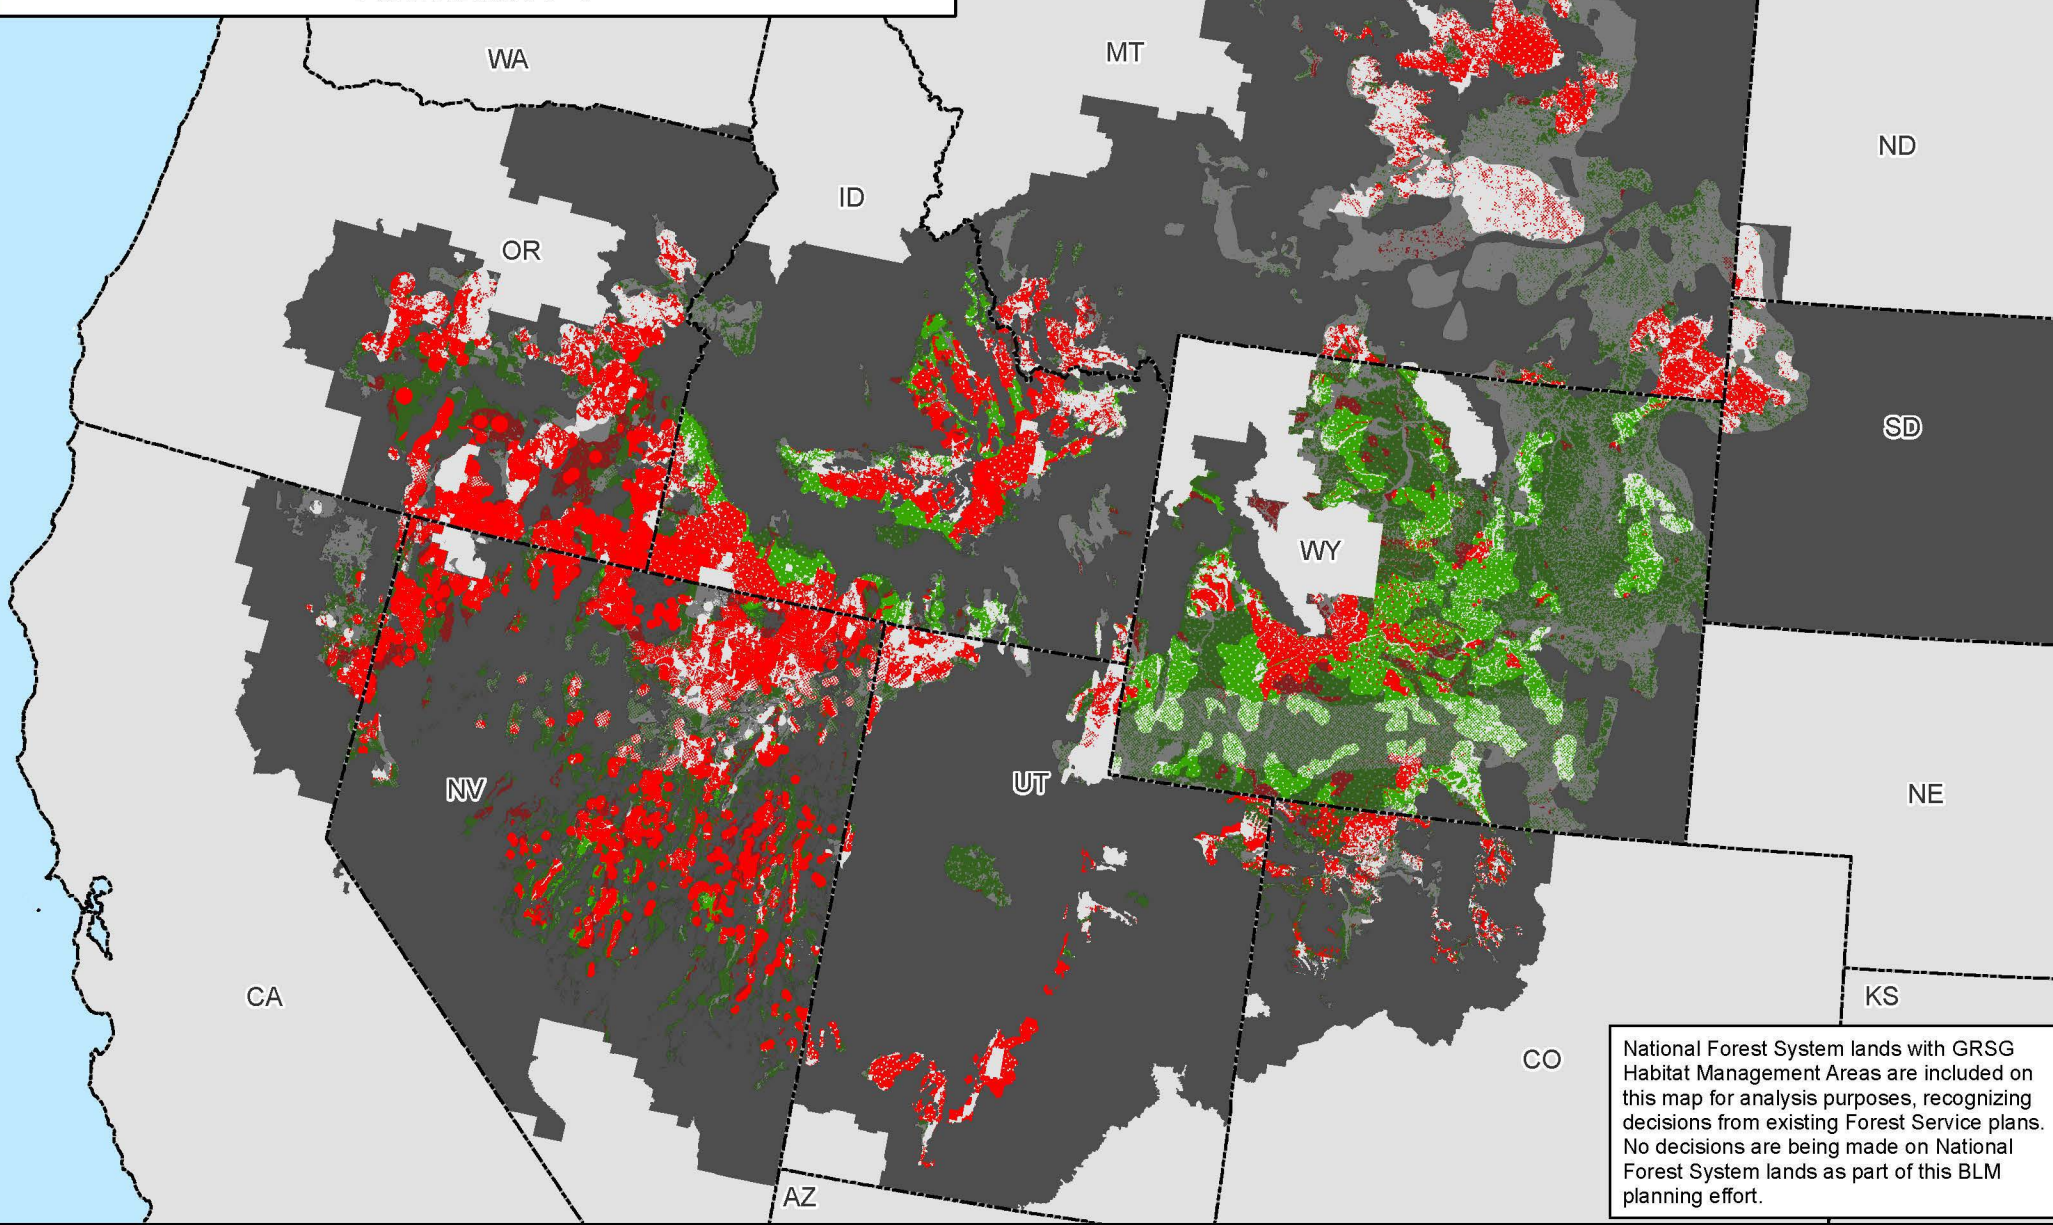 WA
MT
ND
ID
OR
SD
WY
NV
UT
NE
CA
KS
CO
AZ
National Forest System lands with GRSG
Habitat Management Areas are included on
this map for analysis purposes, recognizing
decisions from existing Forest Service plans.
No decisions are being made on National
Forest System lands as part of this BLM
planning effort.